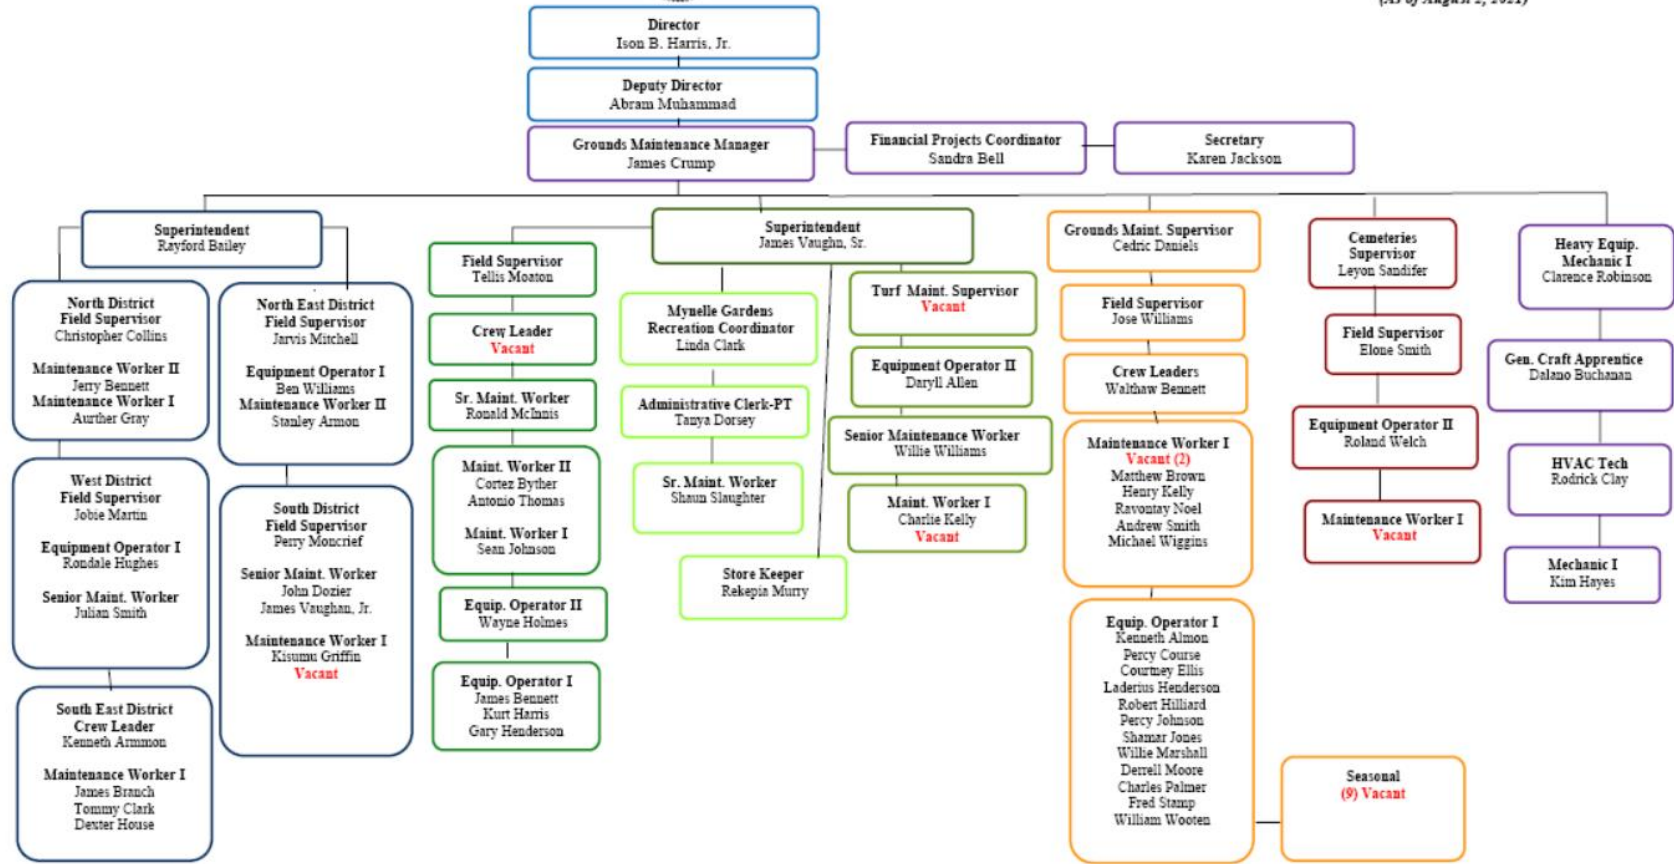 (As of August 2, 2021)
Director
Ison B. Harris, Jr.
Deputy Director
Abram Muhammad
Grounds Maintenance Manager
James Crump
Financial Projects Coordinator
Sandra Bell
Secretary
Karen Jackson
Superintendent
Rayford Bailey
North District
Field Supervisor
Christopher Collins
Maintenance Worker II
Jerry Bennett
Maintenance Worker I
Aurther Gray
West District
Field Supervisor
Jobie Martin
Equipment Operator I
Rondale Hughes
Senior Maint. Worker
Julian Smith
South East District
Crew Leader
Kenneth Armmon
Maintenance Worker I
James Branch
Tommy Clark
Dexter House
North East District
Field Supervisor
Jarvis Mitchell
Equipment Operator I
Ben Williams
Maintenance Worker II
Stanley Armon
South District
Field Supervisor
Perry Moncrief
Senior Maint. Worker
John Dozier
James Vaughan, Jr.
Maintenance Worker I
Kisumu Griffin
Vacant
Superintendent
James Vaughn, Sr.
Field Supervisor
Tellis Moaton
Crew Leader
Vacant
Sr. Maint. Worker
Ronald McInnis
Maint. Worker II
Cortez Byther
Antonio Thomas
Maint. Worker I
Sean Johnson
Equip. Operator II
Wayne Holmes
Equip. Operator I
James Bennett
Kurt Harris
Gary Henderson
Mynelle Gardens
Recreation Coordinator
Linda Clark
Administrative Clerk-PT
Tanya Dorsey
Sr. Maint. Worker
Shaun Slaughter
Store Keeper
Rekepia Murry
Turf Maint. Supervisor
Vacant
Equipment Operator II
Daryll Allen
Senior Maintenance Worker
Willie Williams
Maint. Worker I
Charlie Kelly
Vacant
Grounds Maint. Supervisor
Cedric Daniels
Field Supervisor
Jose Williams
Crew Leaders
Walthaw Bennett
Maintenance Worker I
Vacant (2)
Matthew Brown
Henry Kelly
Ravontay Noel
Andrew Smith
Michael Wiggins
Equip. Operator I
Kenneth Almon
Percy Course
Courtney Ellis
Laderius Henderson
Robert Hilliard
Percy Johnson
Shamar Jones
Willie Marshall
Derrell Moore
Charles Palmer
Fred Stamp
William Wooten
Seasonal
(9) Vacant
Cemeteries
Supervisor
Leyon Sandifer
Field Supervisor
Elone Smith
Equipment Operator II
Roland Welch
Maintenance Worker I
Vacant
Heavy Equip.
Mechanic I
Clarence Robinson
Gen. Craft Apprentice
Dalano Buchanan
HVAC Tech
Rodrick Clay
Mechanic I
Kim Hayes